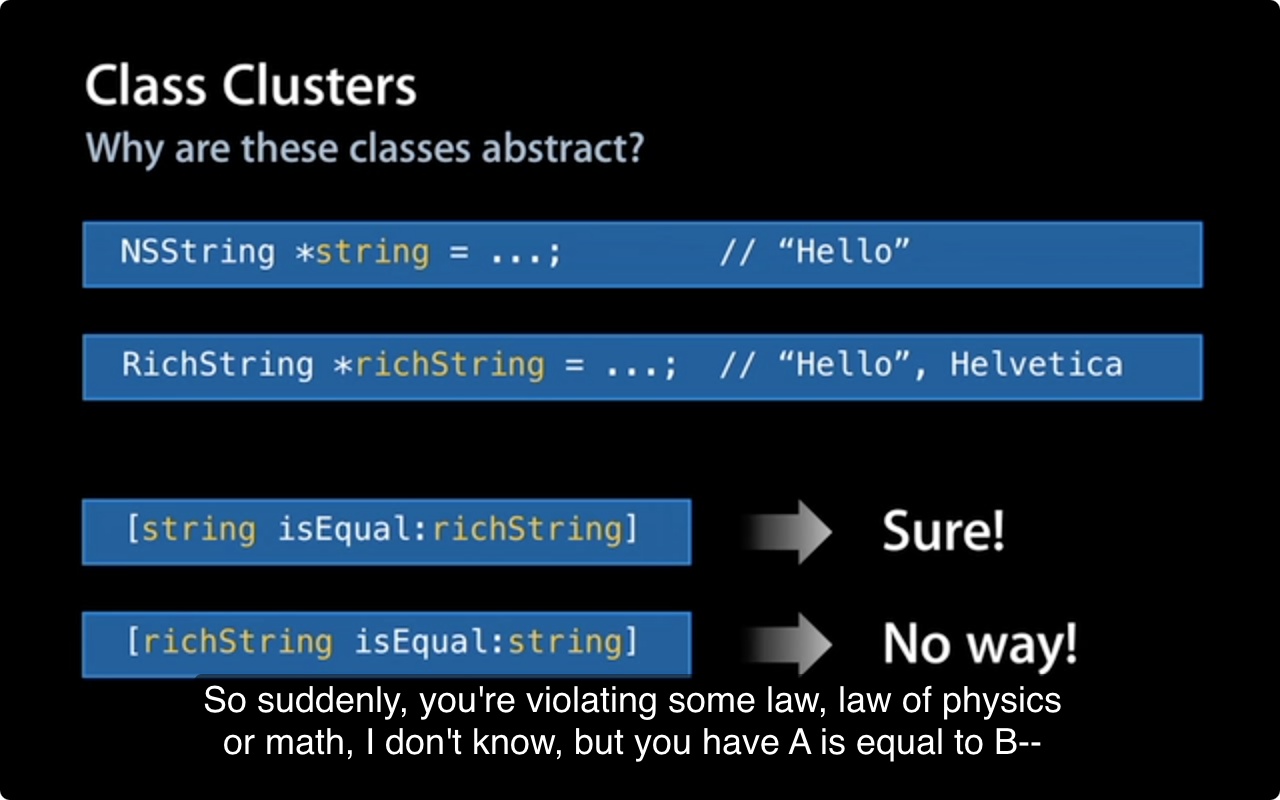 Class Clusters
Why are these classes abstract?
NSString *string = ...; // “Hello”
RichString *richString = ...; // “Hello”, Helvetica
[string isEqual:richString] Sure!
[richString isEqual:string] No way!
So suddenly, you're violating some law, law of physics
or math, I don't know, but you have A is equal to B--